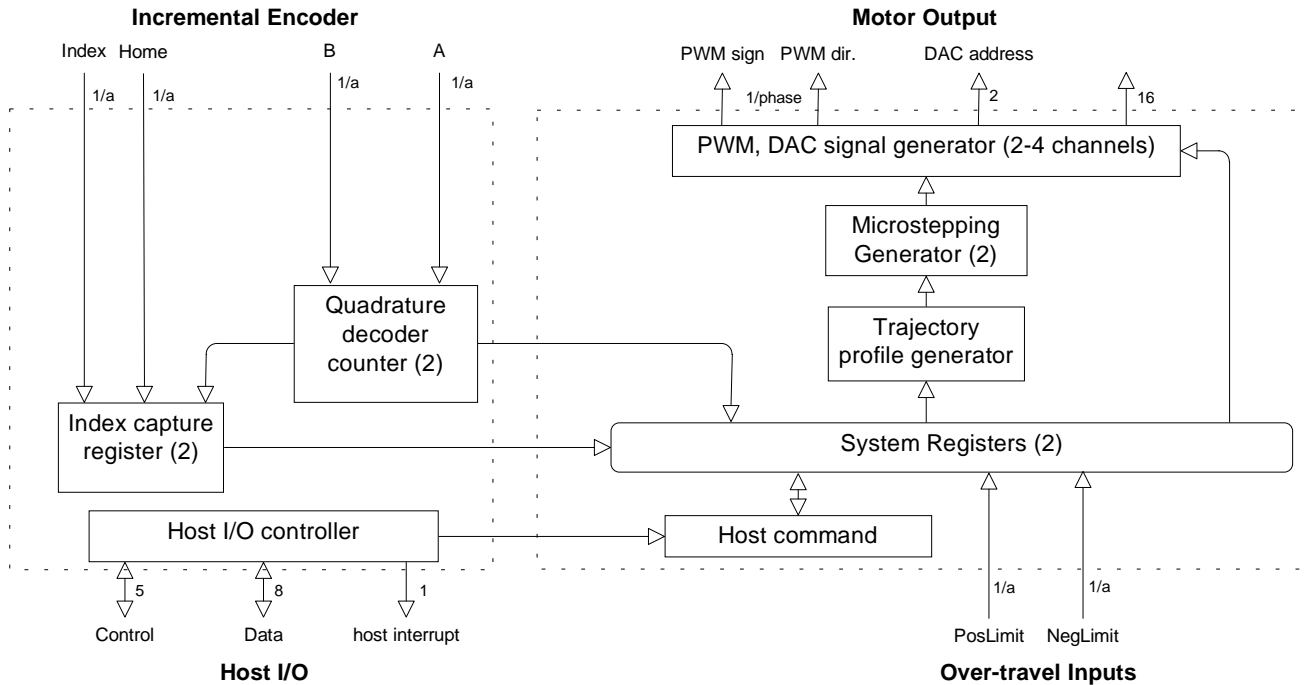 Incremental Encoder
Motor Output
Index
Home
B
A
PWM sign
PWM dir.
DAC address
1/a
1/a
1/a
1/a
1/phase
2
16
PWM, DAC signal generator (2-4 channels)
Microstepping
Generator (2)
Quadrature
decoder
counter (2)
Trajectory
profile generator
Index capture
register (2)
System Registers (2)
Host I/O controller
Host command
5
8
1
1/a
1/a
Control
Data
host interrupt
PosLimit
NegLimit
Host I/O
Over-travel Inputs